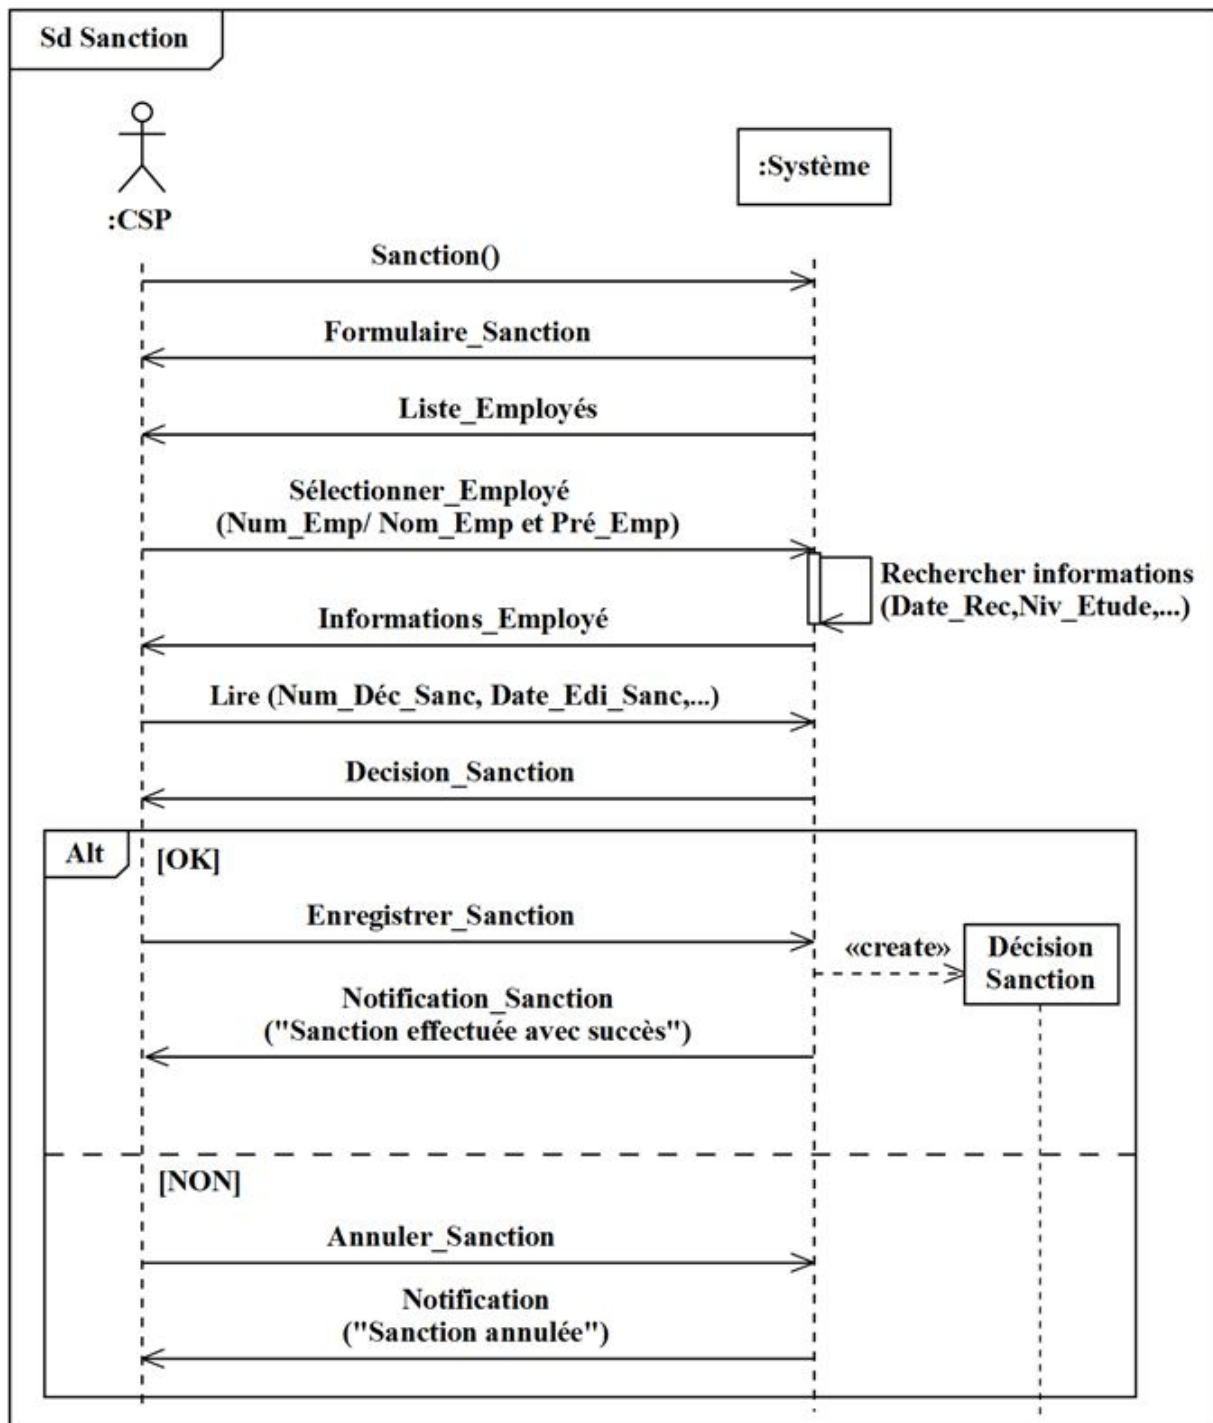 Sd Sanction
:CSP
:Système
Sanction()
Formulaire_Sanction
Liste_Employés
Sélectionner_Employé
(Num_Emp/ Nom_Emp et Pré_Emp)
Rechercher informations
(Date_Rec,Niv_Etude,...)
Informations_Employé
Lire (Num_Déc_Sanc, Date_Edi_Sanc,...)
Decision_Sanction
Alt
[OK]
Enregistrer_Sanction
«create»
Décision
Sanction
Notification_Sanction
("Sanction effectuée avec succès")
[NON]
Annuler_Sanction
Notification
("Sanction annulée")